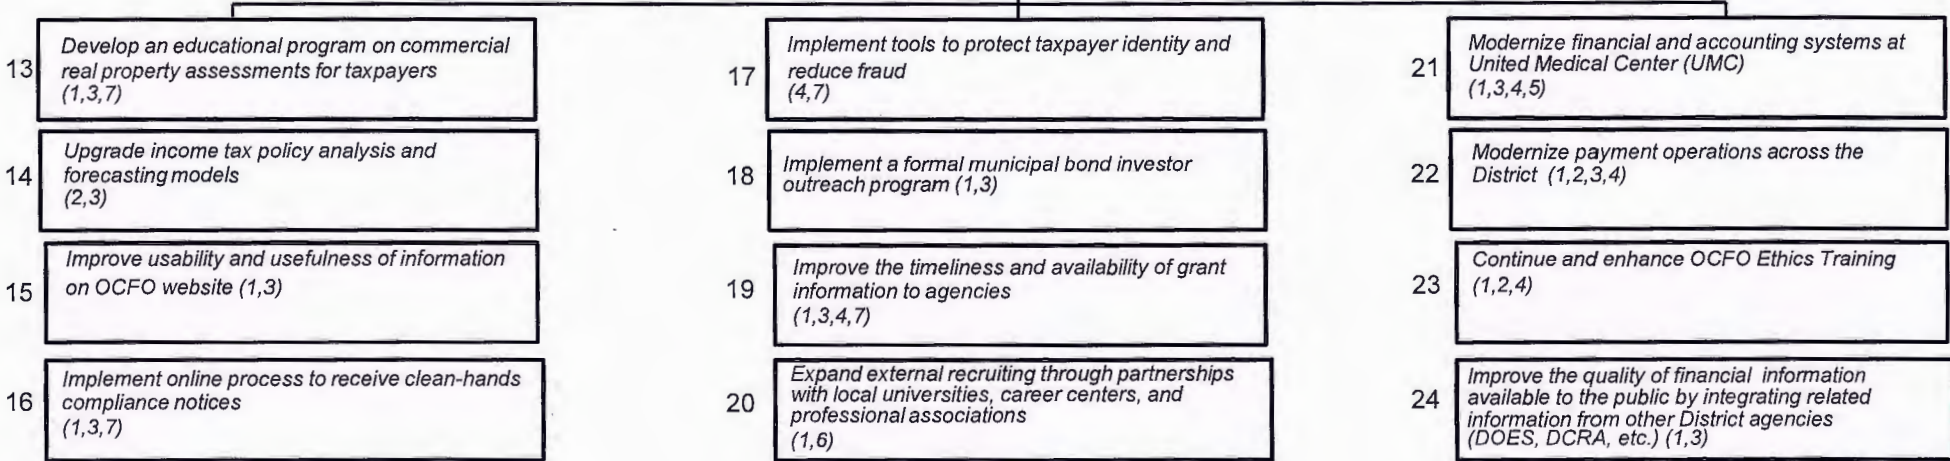 13
Develop an educational program on commercial
real property assessments for taxpayers
(1,3,7)
14
Upgrade income tax policy analysis and
forecasting models
(2,3)
15
Improve usability and usefulness of information
on OCFO website (1,3)
16
Implement online process to receive clean-hands
compliance notices
(1,3,7)
17
Implement tools to protect taxpayer identity and
reduce fraud
(4,7)
18
Implement a formal municipal bond investor
outreach program (1,3)
19
Improve the timeliness and availability of grant
information to agencies
(1,3,4,7)
20
Expand external recruiting through partnerships
with local universities, career centers, and
professional associations
(1,6)
21
Modernize financial and accounting systems at
United Medical Center (UMC)
(1,3,4,5)
22
Modernize payment operations across the
District (1,2,3,4)
23
Continue and enhance OCFO Ethics Training
(1,2,4)
24
Improve the quality of financial information
available to the public by integrating related
information from other District agencies
(DOES, DCRA, etc.) (1,3)